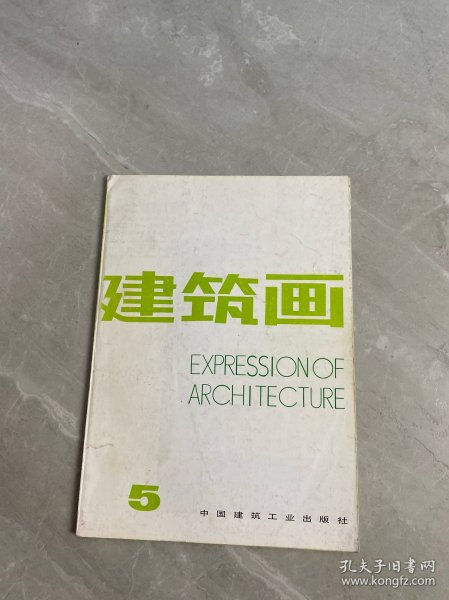 建筑画
EXPRESSION OF
ARCHITECTURE
5
中国建筑工业出版社
孔夫子旧书网
www.kongfz.com